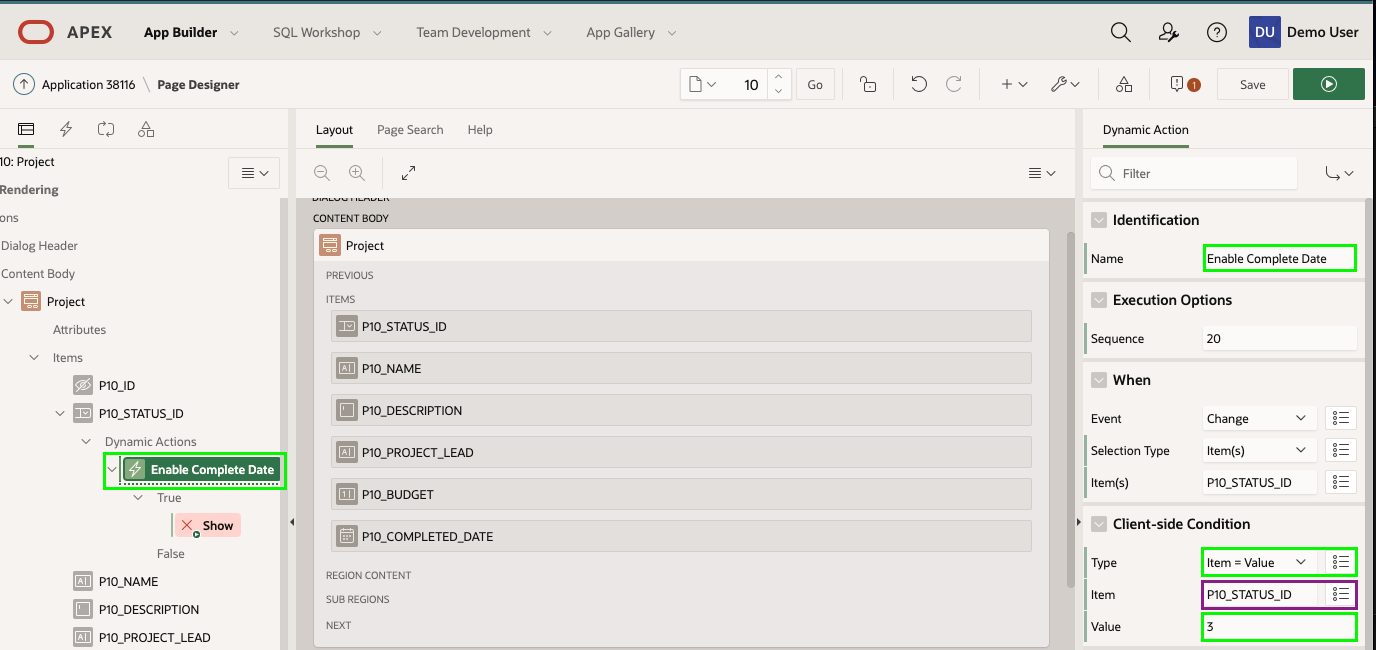 APEX App Builder SQL Workshop Team Development App Gallery DU Demo User
Application 38116 \ Page Designer 10 Go 1 Save
Layout Page Search Help
Dynamic Action
10: Project
Rendering
ons
Dialog Header
Content Body
Project
Attributes
Items
P10_ID
P10_STATUS_ID
Dynamic Actions
Enable Complete Date
True
Show
False
P10_NAME
P10_DESCRIPTION
P10_PROJECT_LEAD
DIALOG HEADER
CONTENT BODY
Project
PREVIOUS
ITEMS
P10_STATUS_ID
P10_NAME
P10_DESCRIPTION
P10_PROJECT_LEAD
P10_BUDGET
P10_COMPLETED_DATE
REGION CONTENT
SUB REGIONS
NEXT
Filter
Identification
Name Enable Complete Date
Execution Options
Sequence 20
When
Event Change
Selection Type Item(s)
Item(s) P10_STATUS_ID
Client-side Condition
Type Item = Value
Item P10_STATUS_ID
Value 3